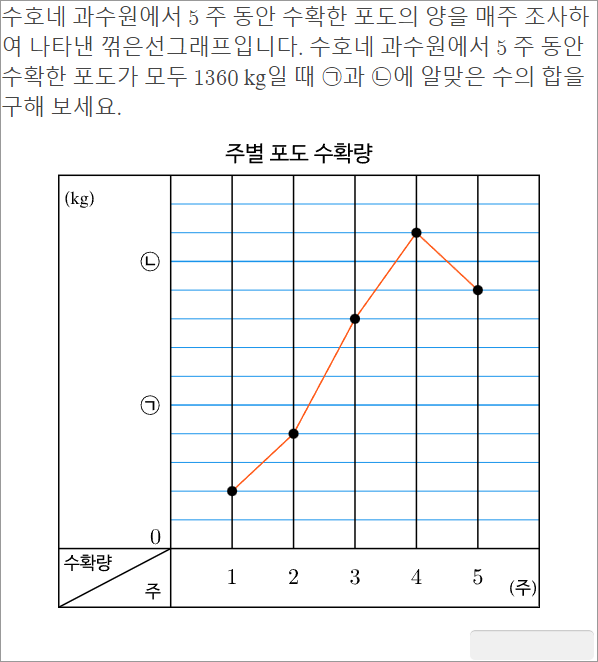 수호네 과수원에서 5 주 동안 수확한 포도의 양을 매주 조사하
여 나타낸 꺾은선그래프입니다. 수호네 과수원에서 5 주 동안
수확한 포도가 모두 1360 kg일 때 ㉠과 ㉡에 알맞은 수의 합을
구해 보세요.
주별 포도 수확량
(kg)
㉡
㉠
0
수확량
주
1 2 3 4 5 (주)